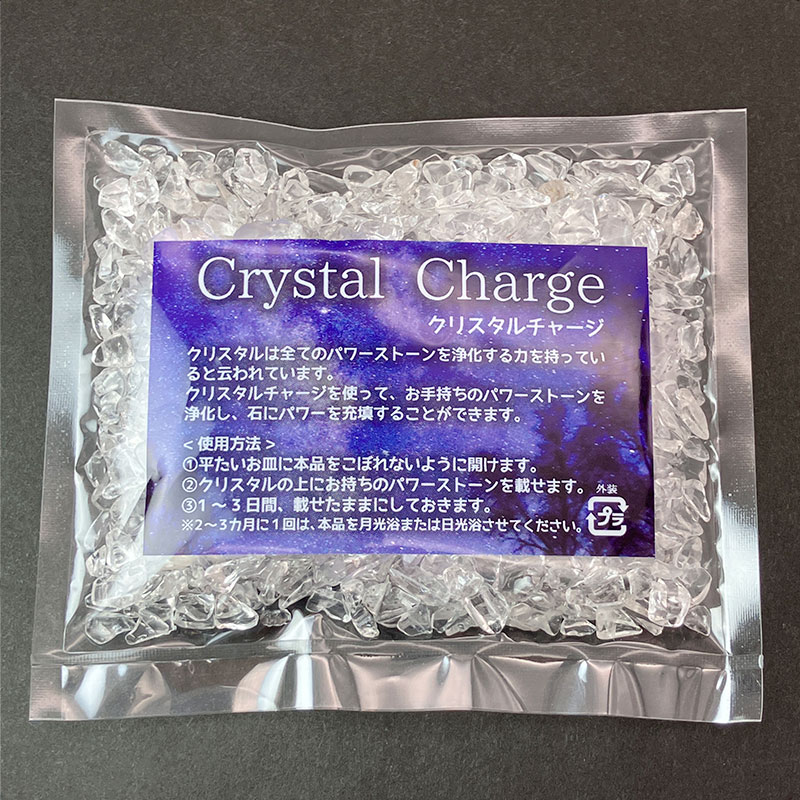 Crystal Charge
クリスタルチャージ
クリスタルは全てのパワーストーンを浄化する力を持ってい
ると云われています。
クリスタルチャージを使って、お手持ちのパワーストーンを
浄化し、石にパワーを充填することができます。
<使用方法>
①平たいお皿に本品をこぼれないように開けます。
②クリスタルの上にお持ちのパワーストーンを載せます。
③1～3日間、載せたままにしておきます。
※2～3カ月に1回は、本品を月光浴または日光浴させてください。
外装
プラ